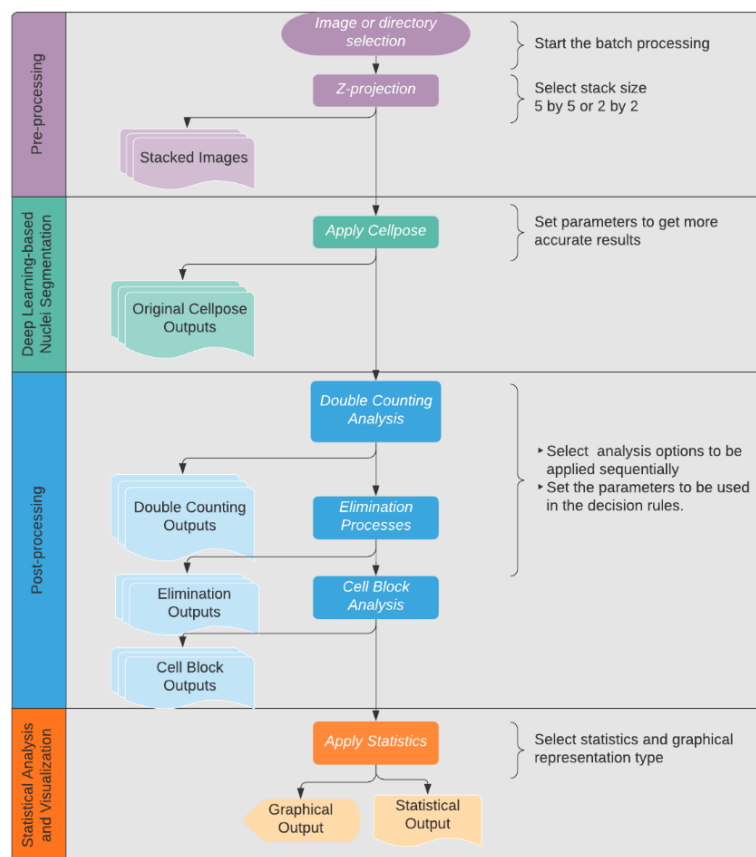 Pre-processing
Image or directory
selection
Start the batch processing
Z-projection
Select stack size
5 by 5 or 2 by 2
Stacked Images
Deep Learning-based
Nuclei Segmentation
Apply Cellpose
Set parameters to get more
accurate results
Original Cellpose
Outputs
Post-processing
Double Counting
Analysis
‣ Select analysis options to be
applied sequentially
‣ Set the parameters to be used
in the decision rules.
Double Counting
Outputs
Elimination
Processes
Elimination
Outputs
Cell Block
Analysis
Cell Block
Outputs
Statistical Analysis
and Visualization
Apply Statistics
Select statistics and graphical
representation type
Graphical
Output
Statistical
Output